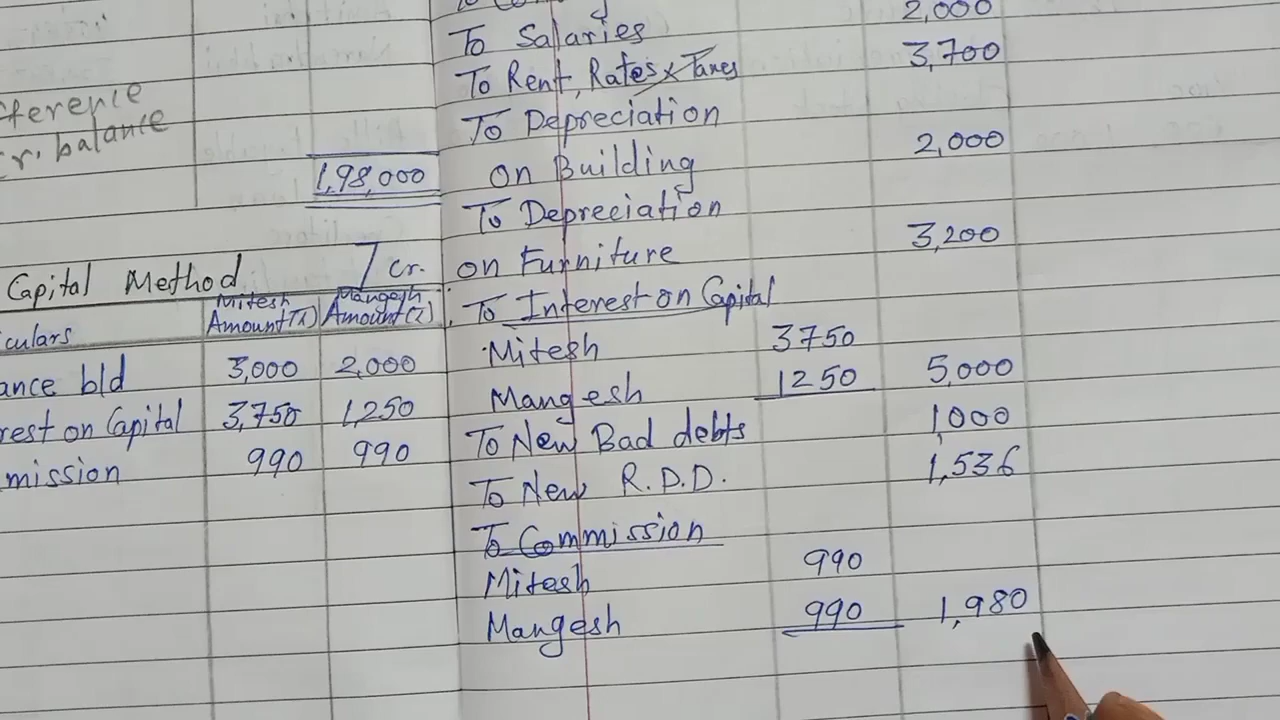 ference
r. balance
1,98,000
Capital Method
Cr.
Mitesh Mangesh
culars Amount(₹) Amount(₹)
ance b/d 3,000 2,000
rest on Capital 3,750 1,250
mission 990 990
2,000
To Salaries 3,700
To Rent, Rates & Taxes
To Depreciation
on Building 2,000
To Depreciation
on Furniture 3,200
To Interest on Capital
Mitesh 3750
Mangesh 1250 5,000
To New Bad debts 1,000
To New R.D.D. 1,536
To Commission
Mitesh 990
Mangesh 990 1,980